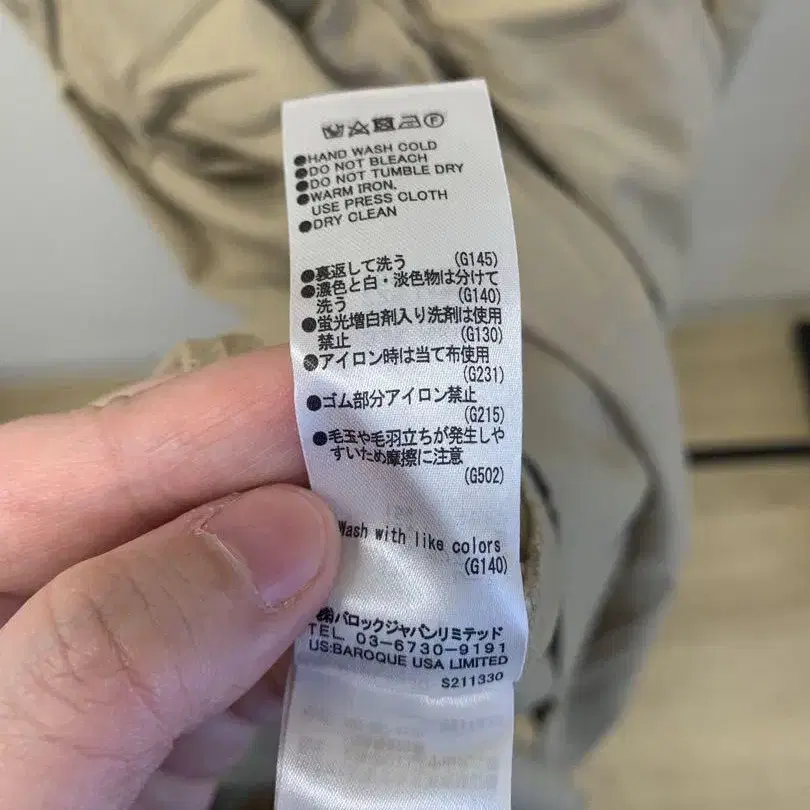 Ⓕ
●HAND WASH COLD
●DO NOT BLEACH
●DO NOT TUMBLE DRY
●WARM IRON,
USE PRESS CLOTH
●DRY CLEAN
●裏返して洗う (G145)
●濃色と白・淡色物は分けて
洗う (G140)
●蛍光増白剤入り洗剤は使用
禁止 (G130)
●アイロン時は当て布使用
(G231)
●ゴム部分アイロン禁止
(G215)
●毛玉や毛羽立ちが発生しや
すいため摩擦に注意
(G502)
Wash with like colors
(G140)
㈱バロックジャパンリミテッド
TEL 03-6730-9191
US:BAROQUE USA LIMITED
S211330